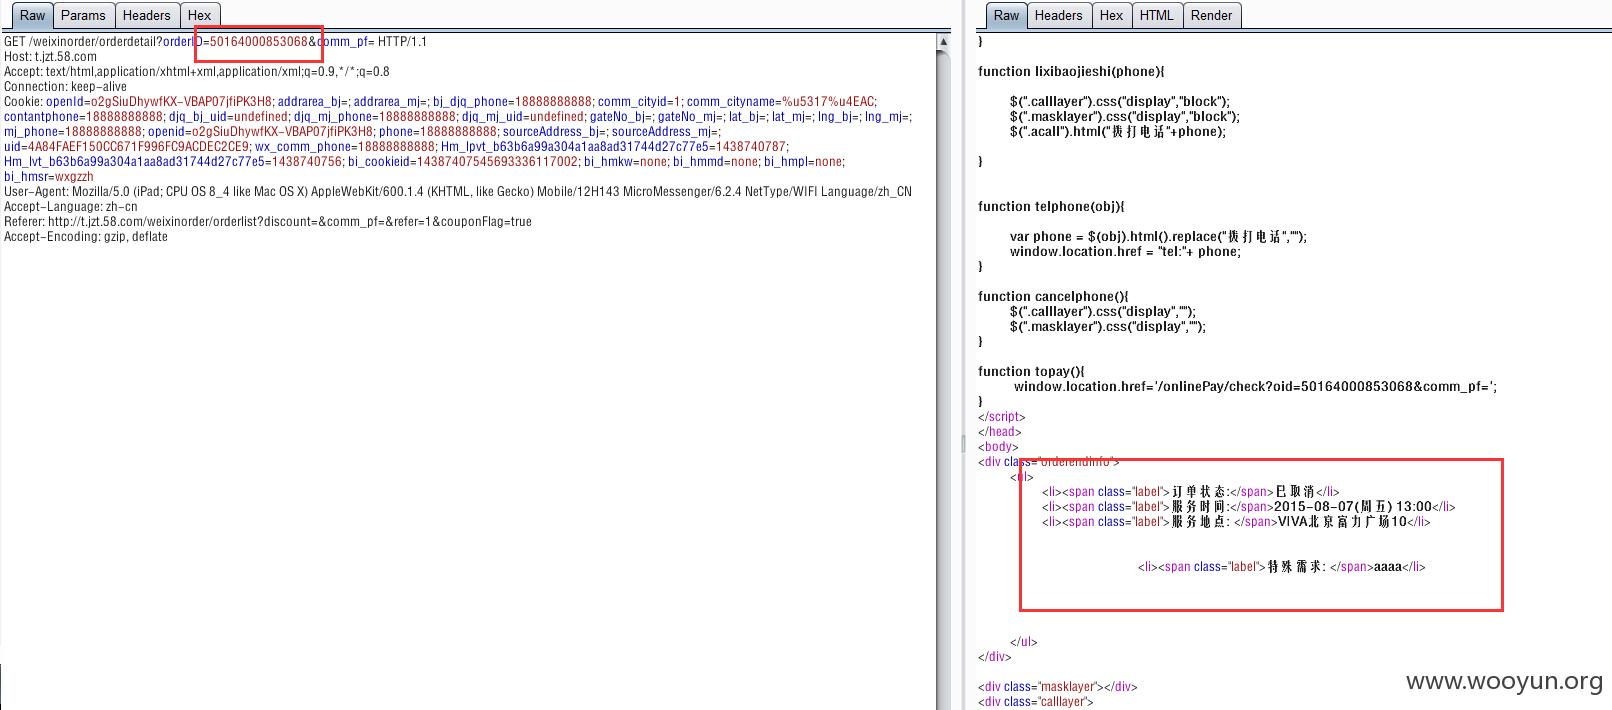 Raw Params Headers Hex
GET /weixinorder/orderdetail?orderID=50164000853068&comm_pf= HTTP/1.1
Host: t.jzt.58.com
Accept: text/html,application/xhtml+xml,application/xml;q=0.9,*/*;q=0.8
Connection: keep-alive
Cookie: openId=o2gSiuDhywfKX-VBAP07jfiPK3H8; addrarea_bj=; addrarea_mj=; bj_djq_phone=18888888888; comm_cityid=1; comm_cityname=%u5317%u4EAC;
contantphone=18888888888; djq_bj_uid=undefined; djq_mj_phone=18888888888; djq_mj_uid=undefined; gateNo_bj=; gateNo_mj=; lat_bj=; lat_mj=; lng_bj=; lng_mj=;
mj_phone=18888888888; openid=o2gSiuDhywfKX-VBAP07jfiPK3H8; phone=18888888888; sourceAddress_bj=; sourceAddress_mj=;
uid=4A84FAEF150CC671F996FC9ACDEC2CE9; wx_comm_phone=18888888888; Hm_lpvt_b63b6a99a304a1aa8ad31744d27c77e5=1438740787;
Hm_lvt_b63b6a99a304a1aa8ad31744d27c77e5=1438740756; bi_cookieid=14387407545693336117002; bi_hmkw=none; bi_hmmd=none; bi_hmpl=none;
bi_hmsr=wxgzzh
User-Agent: Mozilla/5.0 (iPad; CPU OS 8_4 like Mac OS X) AppleWebKit/600.1.4 (KHTML, like Gecko) Mobile/12H143 MicroMessenger/6.2.4 NetType/WIFI Language/zh_CN
Accept-Language: zh-cn
Referer: http://t.jzt.58.com/weixinorder/orderlist?discount=&comm_pf=&refer=1&couponFlag=true
Accept-Encoding: gzip, deflate
Raw Headers Hex HTML Render
}
function lixibaojieshi(phone){
$(".calllayer").css("display","block");
$(".masklayer").css("display","block");
$(".acall").html("拨打电话"+phone);
}
function telphone(obj){
var phone = $(obj).html().replace("拨打电话","");
window.location.href = "tel:"+ phone;
}
function cancelphone(){
$(".calllayer").css("display","");
$(".masklayer").css("display","");
}
function topay(){
window.location.href='/onlinePay/check?oid=50164000853068&comm_pf=';
}
</script>
</head>
<body>
<div class="orderendinfo">
<ul>
<li><span class="label">订单状态:</span>已取消</li>
<li><span class="label">服务时间:</span>2015-08-07(周五) 13:00</li>
<li><span class="label">服务地点: </span>VIVA北京富力广场10</li>
<li><span class="label">特殊需求: </span>aaaa</li>
</ul>
</div>
<div class="masklayer"></div>
<div class="calllayer">
www.wooyun.org